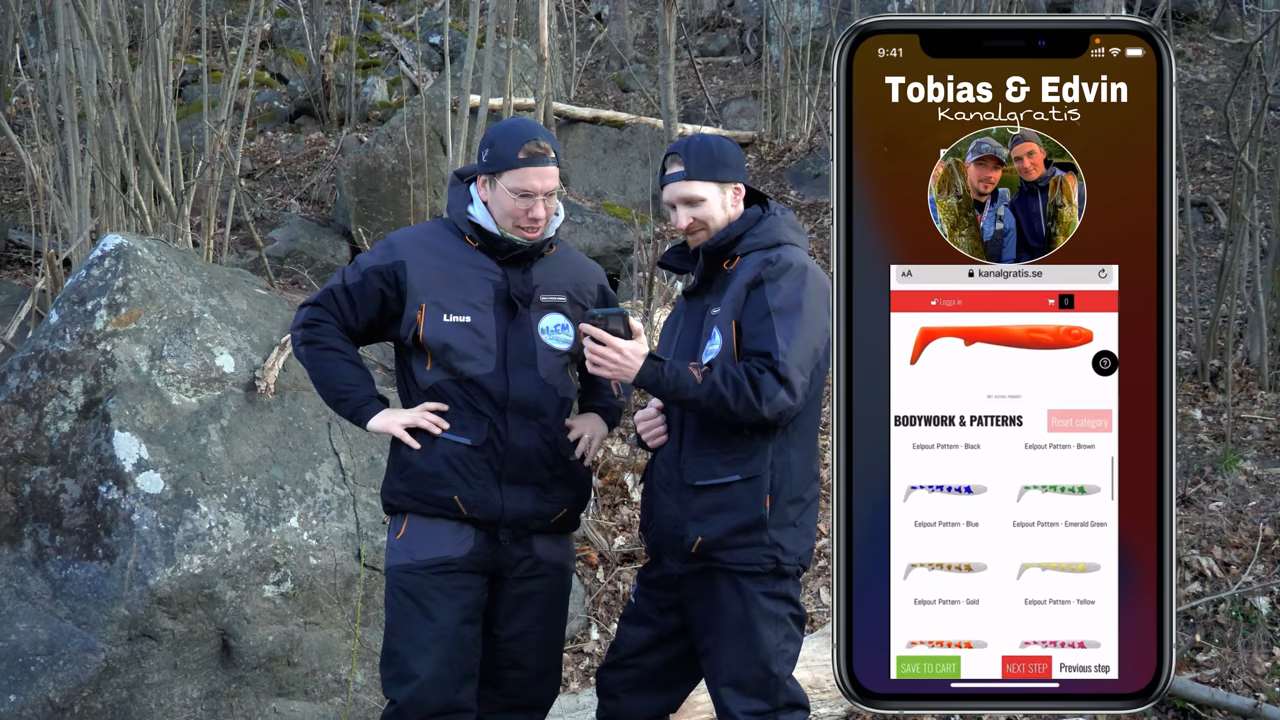 Linus
9:41
Tobias & Edvin
Kanalgratis
AA kanalgratis.se
Logga in 0
?
BODYWORK & PATTERNS
Reset category
Eelpout Pattern - Black
Eelpout Pattern - Brown
Eelpout Pattern - Blue
Eelpout Pattern - Emerald Green
Eelpout Pattern - Gold
Eelpout Pattern - Yellow
SAVE TO CART
NEXT STEP
Previous step